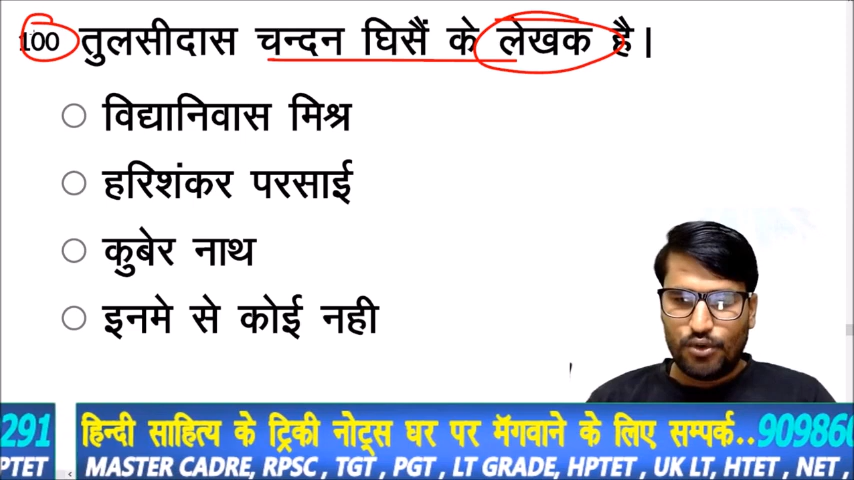 100 तुलसीदास चन्दन घिसैं के लेखक है।
विद्यानिवास मिश्र
हरिशंकर परसाई
कुबेर नाथ
इनमे से कोई नही
291 हिन्दी साहित्य के ट्रिकी नोट्स घर पर मॅगवाने के लिए सम्पर्क..909860
PTET MASTER CADRE, RPSC , TGT , PGT , LT GRADE, HPTET , UK LT, HTET , NET ,